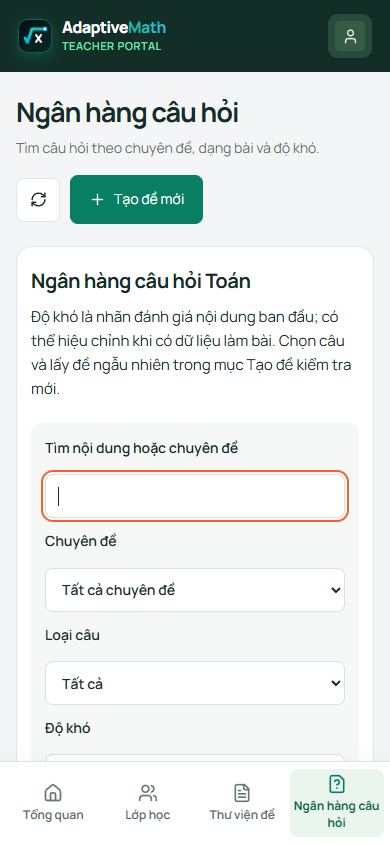 AdaptiveMath
TEACHER PORTAL
Ngân hàng câu hỏi
Tìm câu hỏi theo chuyên đề, dạng bài và độ khó.
Tạo đề mới
Ngân hàng câu hỏi Toán
Độ khó là nhãn đánh giá nội dung ban đầu; có
thể hiệu chỉnh khi có dữ liệu làm bài. Chọn câu
và lấy đề ngẫu nhiên trong mục Tạo đề kiểm tra
mới.
Tìm nội dung hoặc chuyên đề
Chuyên đề
Tất cả chuyên đề
Loại câu
Tất cả
Độ khó
Tổng quan
Lớp học
Thư viện đề
Ngân hàng câu
hỏi